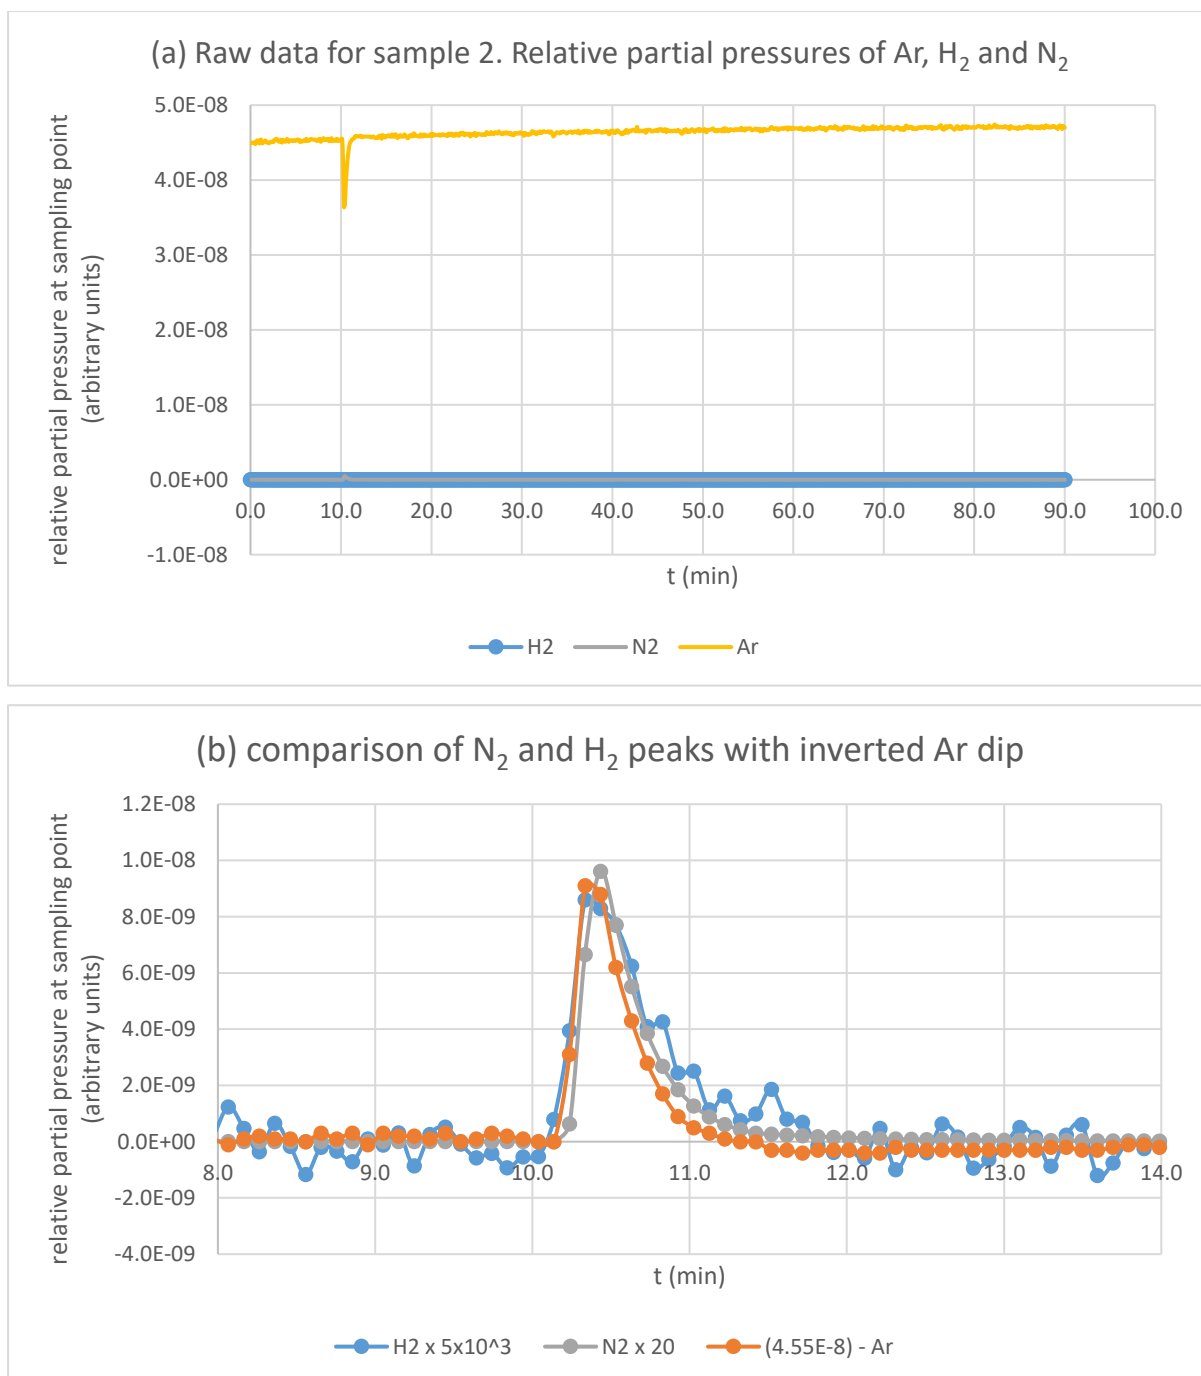 (a) Raw data for sample 2. Relative partial pressures of Ar, H₂ and N₂
relative partial pressure at sampling point
(arbitrary units)
5.0E-08
4.0E-08
3.0E-08
2.0E-08
1.0E-08
0.0E+00
-1.0E-08
0.0 10.0 20.0 30.0 40.0 50.0 60.0 70.0 80.0 90.0 100.0
t (min)
H2 N2 Ar
(b) comparison of N₂ and H₂ peaks with inverted Ar dip
relative partial pressure at sampling point
(arbitrary units)
1.2E-08
1.0E-08
8.0E-09
6.0E-09
4.0E-09
2.0E-09
0.0E+00
-2.0E-09
-4.0E-09
8.0 9.0 10.0 11.0 12.0 13.0 14.0
t (min)
H2 x 5x10^3 N2 x 20 (4.55E-8) - Ar